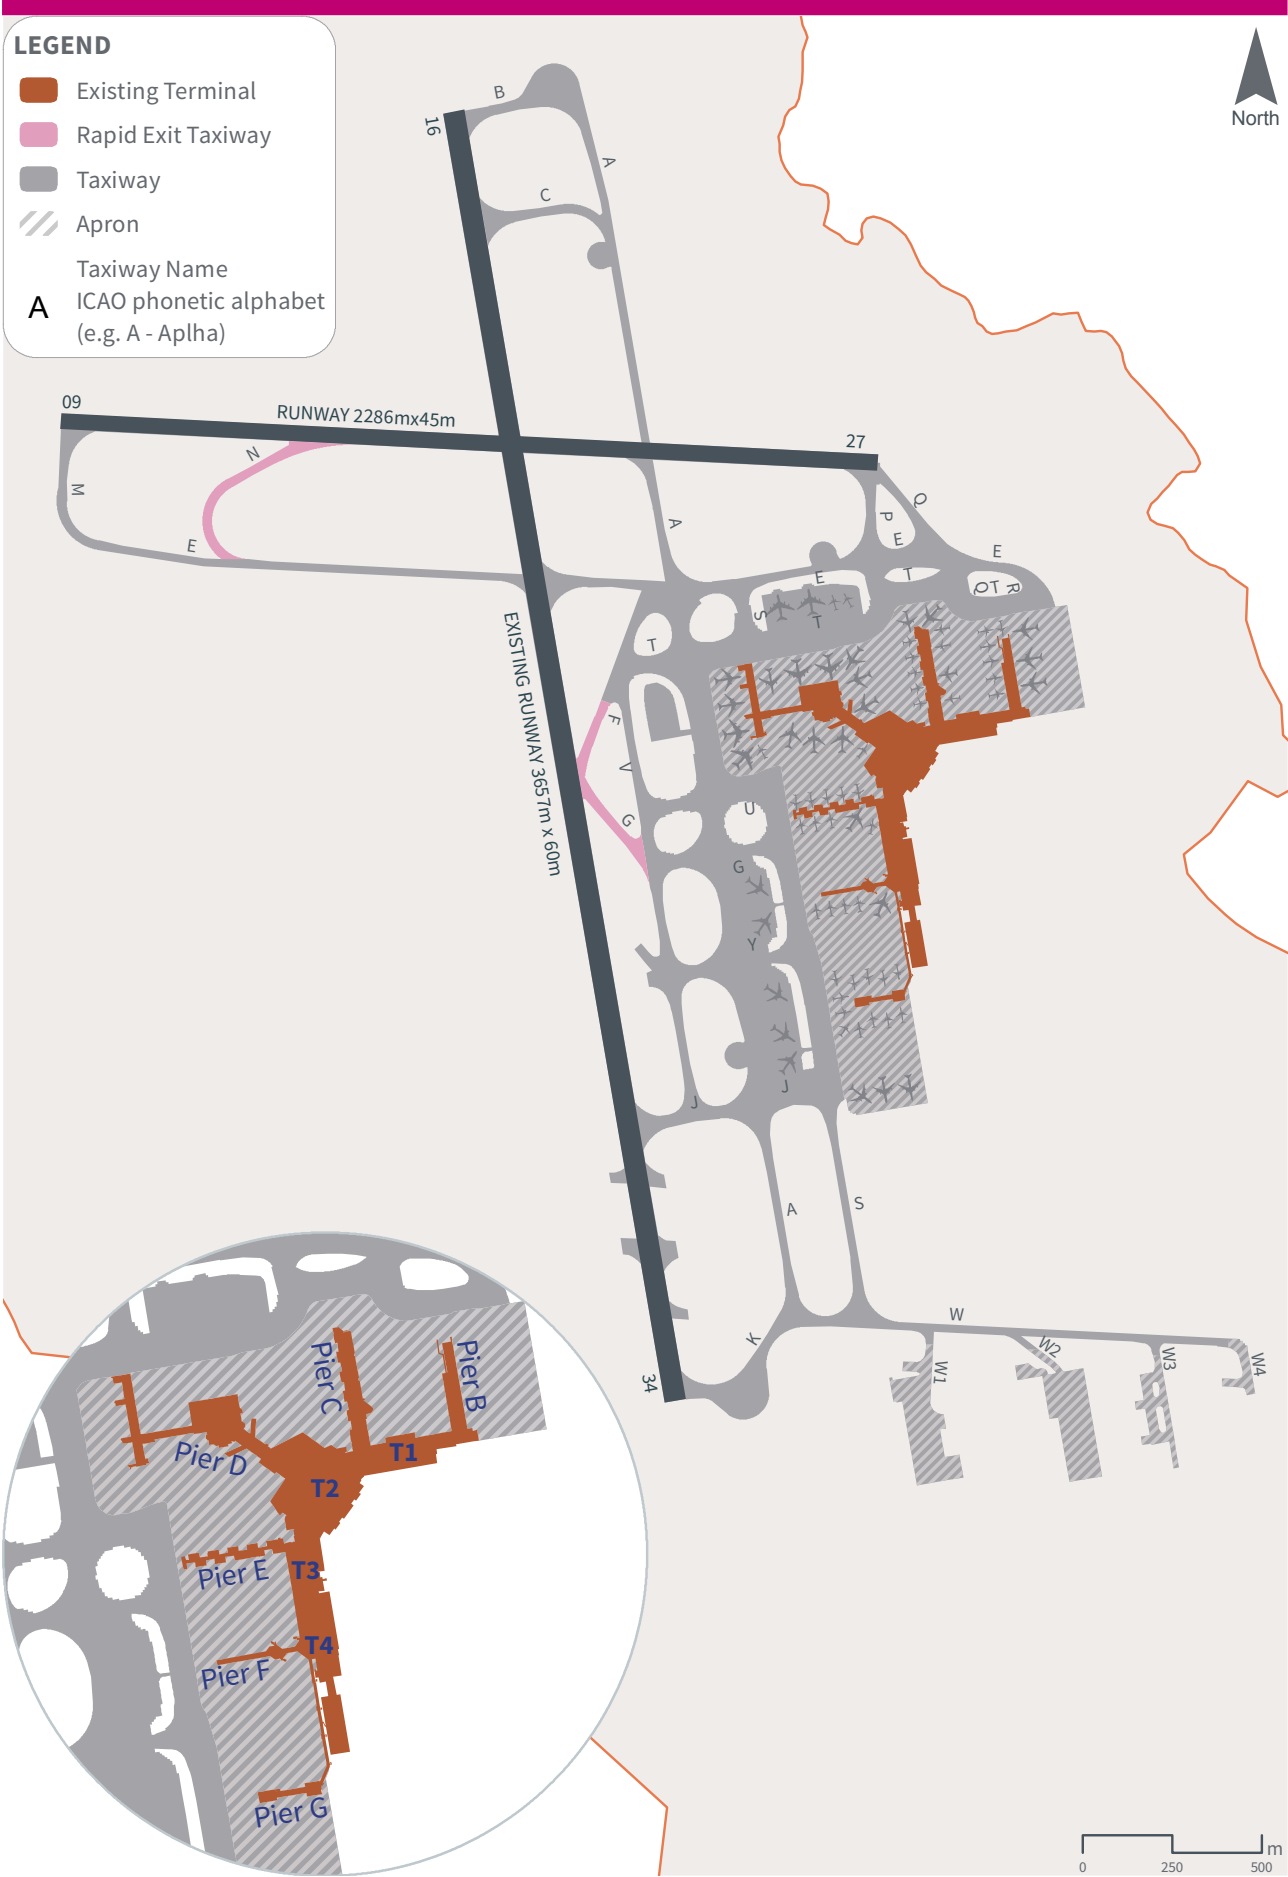 LEGEND
Existing Terminal
Rapid Exit Taxiway
Taxiway
Apron
Taxiway Name
A ICAO phonetic alphabet
(e.g. A - Aplha)
North
B
16
A
C
09
RUNWAY 2286mx45m
27
N
M
E
A
Q
P
E
E
T
E
Q T R
S
T
T
EXISTING RUNWAY 3657m x 60m
F
V
G
U
G
Y
J
J
A
S
K
34
W
W1
W2
W3
W4
Pier C
Pier B
Pier D
T1
T2
Pier E
T3
Pier F
T4
Pier G
m
0 250 500